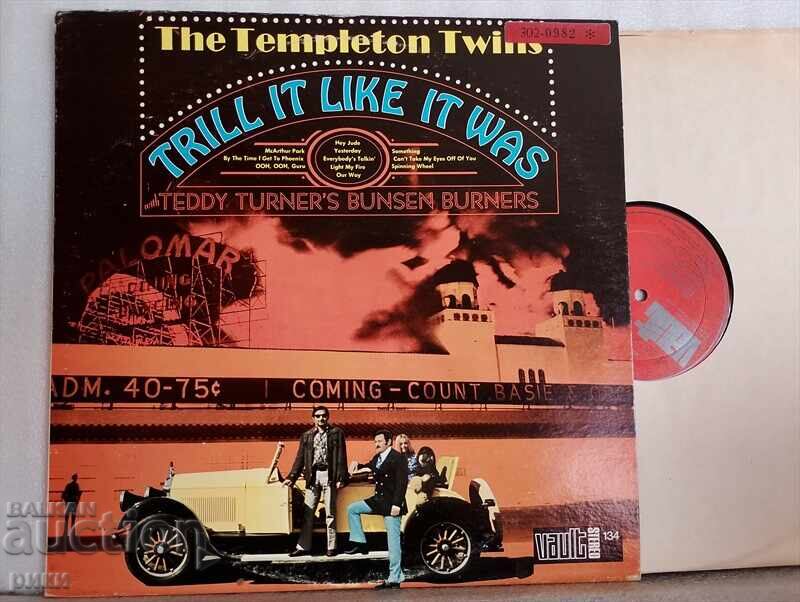 The Templeton Twins
302-0982 *
TRILL IT LIKE IT WAS
McArthur Park
By The Time I Get To Phoenix
OOH, OOH, Guru
Hey Jude
Yesterday
Everybody's Talkin'
Light My Fire
Our Way
Something
Can't Take My Eyes Off Of You
Spinning Wheel
with TEDDY TURNER'S BUNSEN BURNERS
PALOMAR
DANCING
ADM. 40-75¢ | COMING-COUNT BASIE &
vault
STEREO
134
БАLКАN
auction
рипи